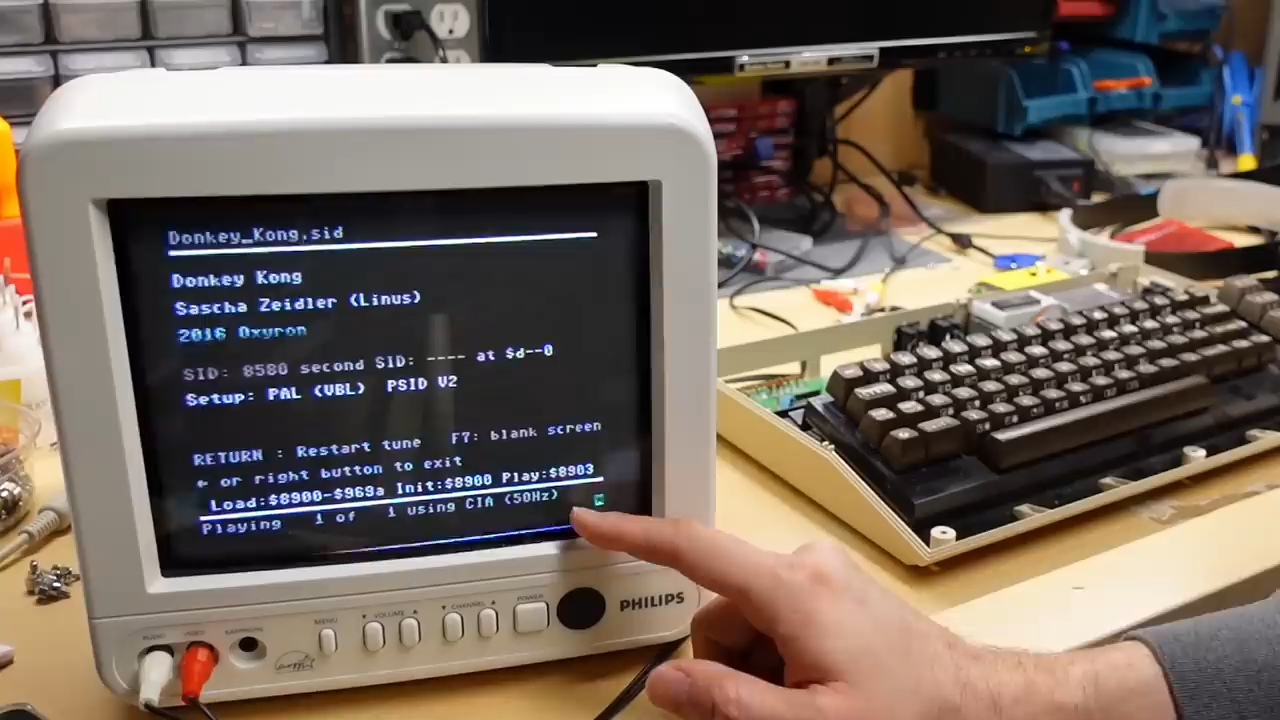 Donkey_Kong.sid
Donkey Kong
Sascha Zeidler (Linus)
2016 Oxyron
SID: 8580 second SID: ---- at $d--0
Setup: PAL (VBL) PSID V2
RETURN : Restart tune F7: blank screen
← or right button to exit
Load:$8900-$969a Init:$8900 Play:$8903
Playing 1 of 1 using CIA (50Hz)
MENU ▼ VOLUME ▲ ▼ CHANNEL ▲ POWER
PHILIPS
AUDIO VIDEO EARPHONE